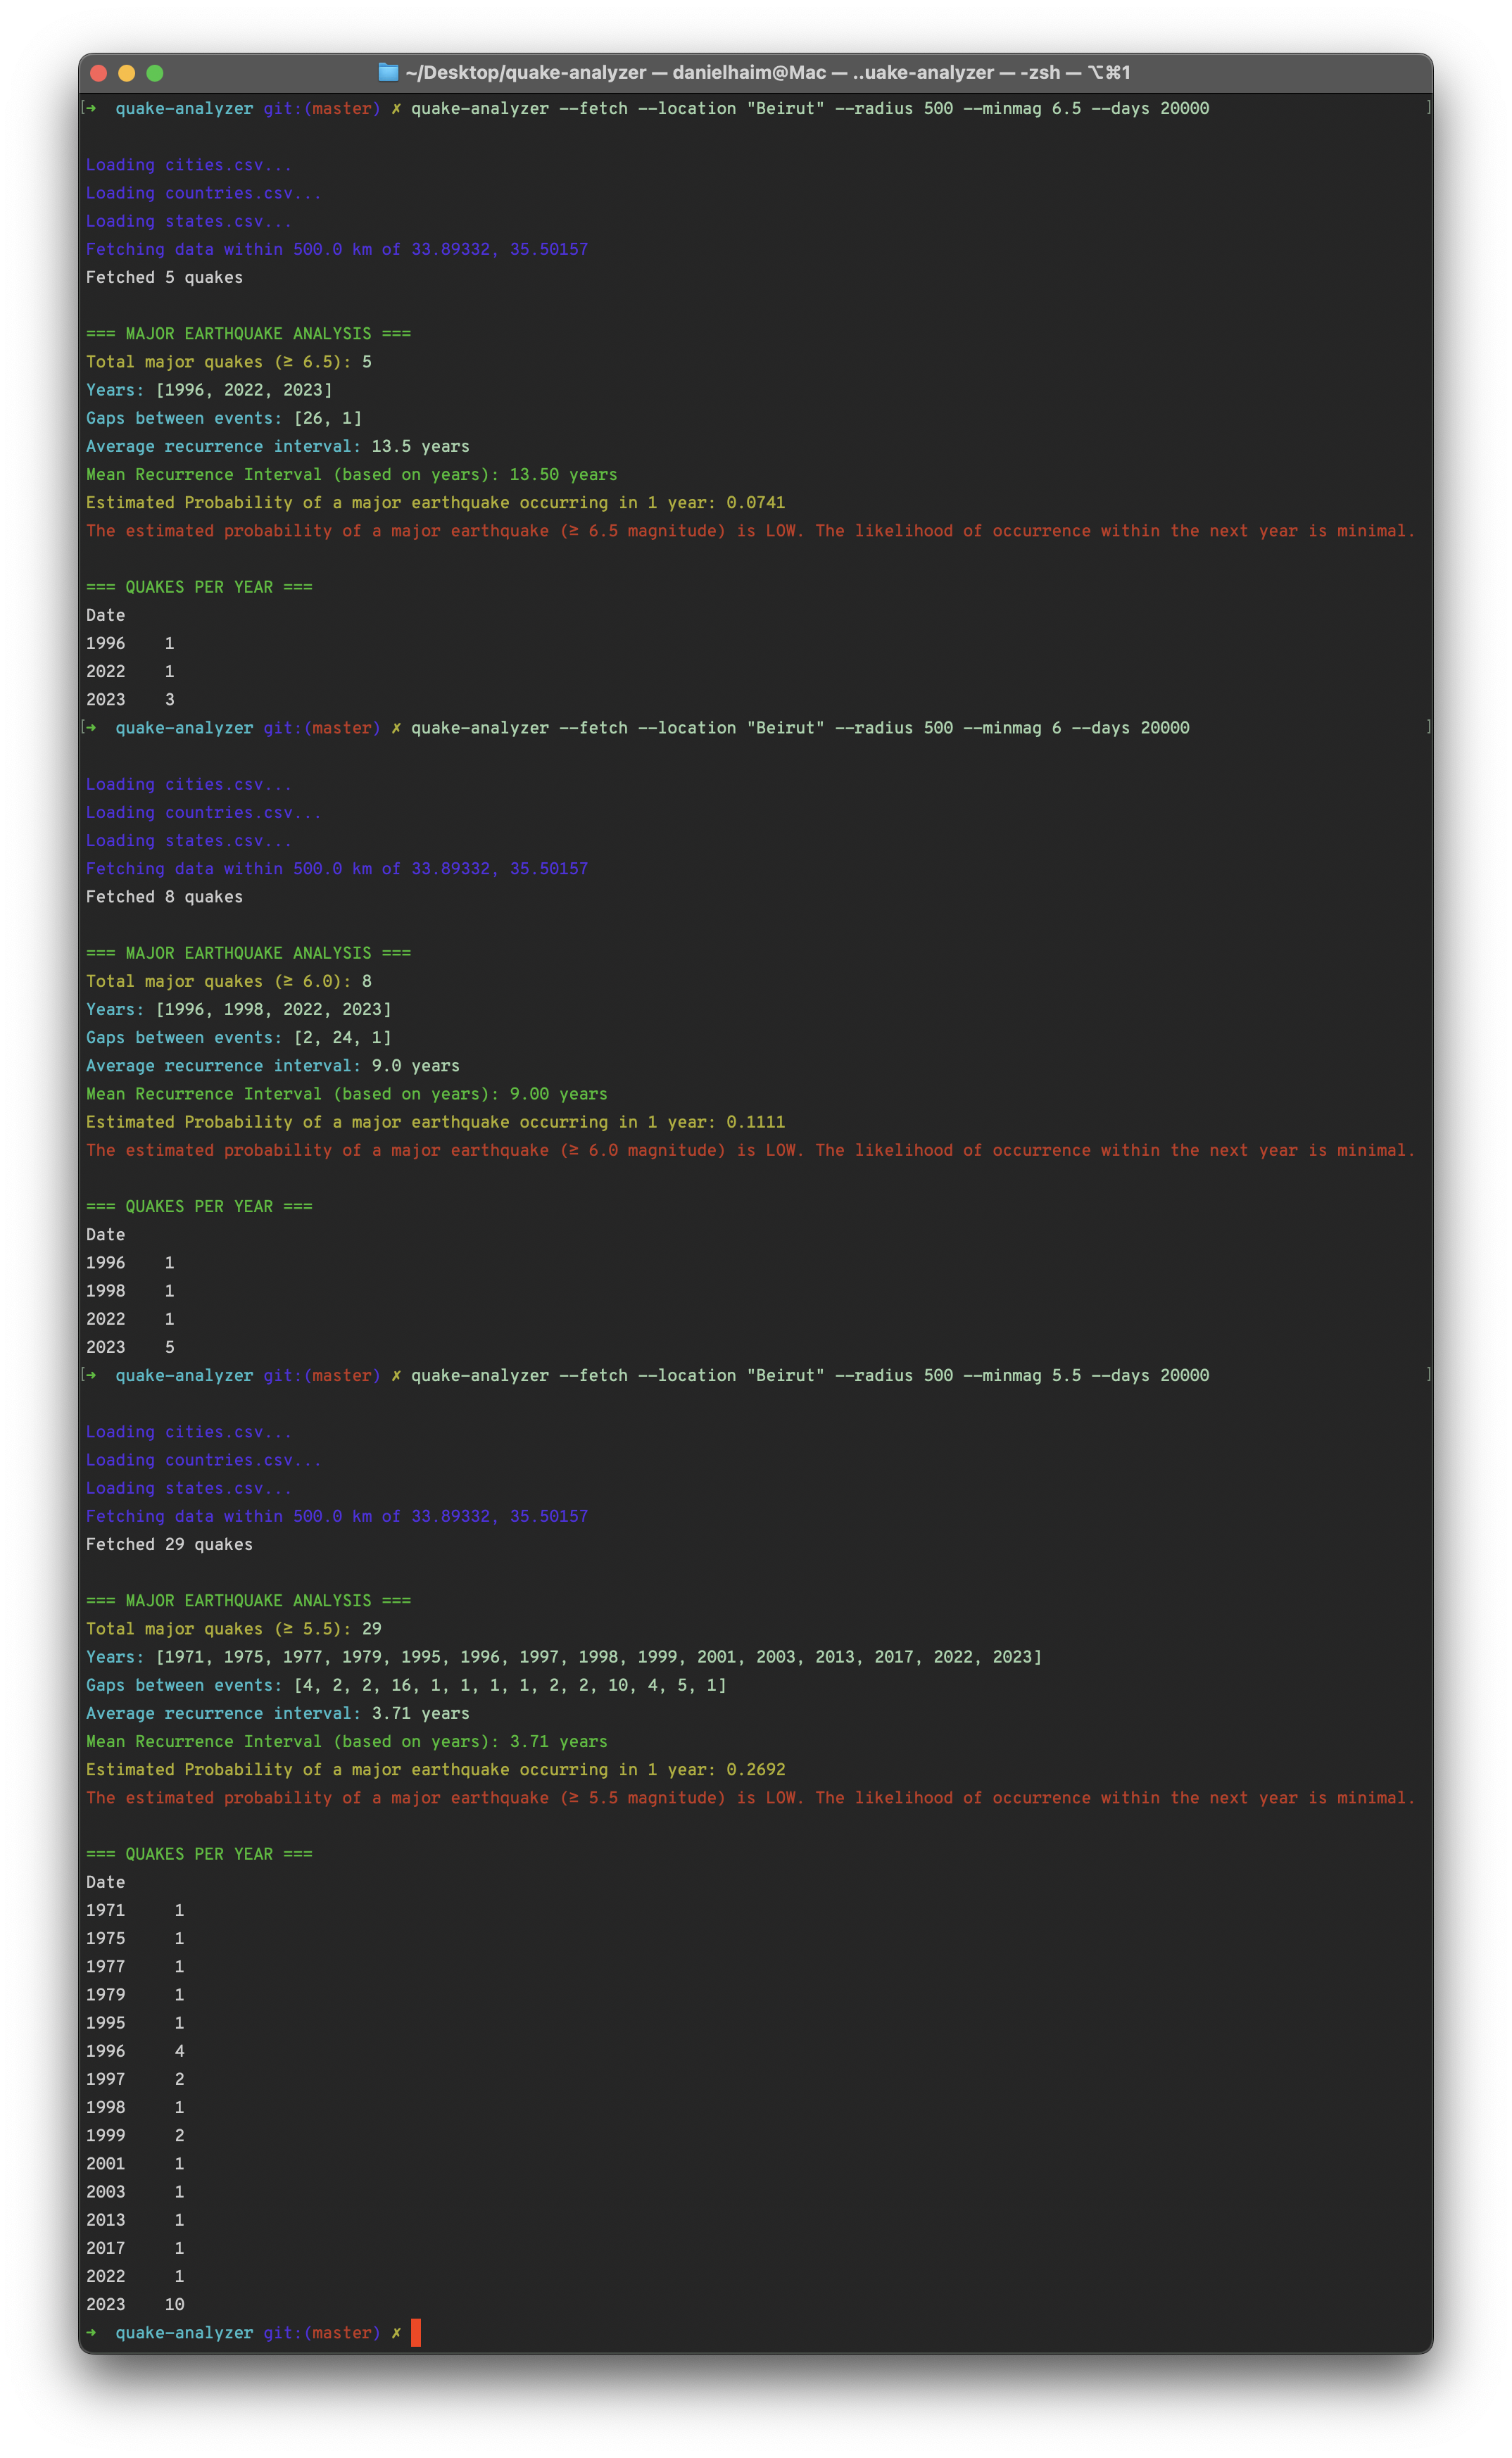 ~/Desktop/quake-analyzer — danielhaim@Mac — ..uake-analyzer — -zsh — ⌥⌘1
[➜  quake-analyzer git:(master) ✗ quake-analyzer --fetch --location "Beirut" --radius 500 --minmag 6.5 --days 20000 ]
Loading cities.csv...
Loading countries.csv...
Loading states.csv...
Fetching data within 500.0 km of 33.89332, 35.50157
Fetched 5 quakes
=== MAJOR EARTHQUAKE ANALYSIS ===
Total major quakes (≥ 6.5): 5
Years: [1996, 2022, 2023]
Gaps between events: [26, 1]
Average recurrence interval: 13.5 years
Mean Recurrence Interval (based on years): 13.50 years
Estimated Probability of a major earthquake occurring in 1 year: 0.0741
The estimated probability of a major earthquake (≥ 6.5 magnitude) is LOW. The likelihood of occurrence within the next year is minimal.
=== QUAKES PER YEAR ===
Date
1996    1
2022    1
2023    3
[➜  quake-analyzer git:(master) ✗ quake-analyzer --fetch --location "Beirut" --radius 500 --minmag 6 --days 20000 ]
Loading cities.csv...
Loading countries.csv...
Loading states.csv...
Fetching data within 500.0 km of 33.89332, 35.50157
Fetched 8 quakes
=== MAJOR EARTHQUAKE ANALYSIS ===
Total major quakes (≥ 6.0): 8
Years: [1996, 1998, 2022, 2023]
Gaps between events: [2, 24, 1]
Average recurrence interval: 9.0 years
Mean Recurrence Interval (based on years): 9.00 years
Estimated Probability of a major earthquake occurring in 1 year: 0.1111
The estimated probability of a major earthquake (≥ 6.0 magnitude) is LOW. The likelihood of occurrence within the next year is minimal.
=== QUAKES PER YEAR ===
Date
1996    1
1998    1
2022    1
2023    5
[➜  quake-analyzer git:(master) ✗ quake-analyzer --fetch --location "Beirut" --radius 500 --minmag 5.5 --days 20000 ]
Loading cities.csv...
Loading countries.csv...
Loading states.csv...
Fetching data within 500.0 km of 33.89332, 35.50157
Fetched 29 quakes
=== MAJOR EARTHQUAKE ANALYSIS ===
Total major quakes (≥ 5.5): 29
Years: [1971, 1975, 1977, 1979, 1995, 1996, 1997, 1998, 1999, 2001, 2003, 2013, 2017, 2022, 2023]
Gaps between events: [4, 2, 2, 16, 1, 1, 1, 1, 2, 2, 10, 4, 5, 1]
Average recurrence interval: 3.71 years
Mean Recurrence Interval (based on years): 3.71 years
Estimated Probability of a major earthquake occurring in 1 year: 0.2692
The estimated probability of a major earthquake (≥ 5.5 magnitude) is LOW. The likelihood of occurrence within the next year is minimal.
=== QUAKES PER YEAR ===
Date
1971     1
1975     1
1977     1
1979     1
1995     1
1996     4
1997     2
1998     1
1999     2
2001     1
2003     1
2013     1
2017     1
2022     1
2023    10
➜  quake-analyzer git:(master) ✗